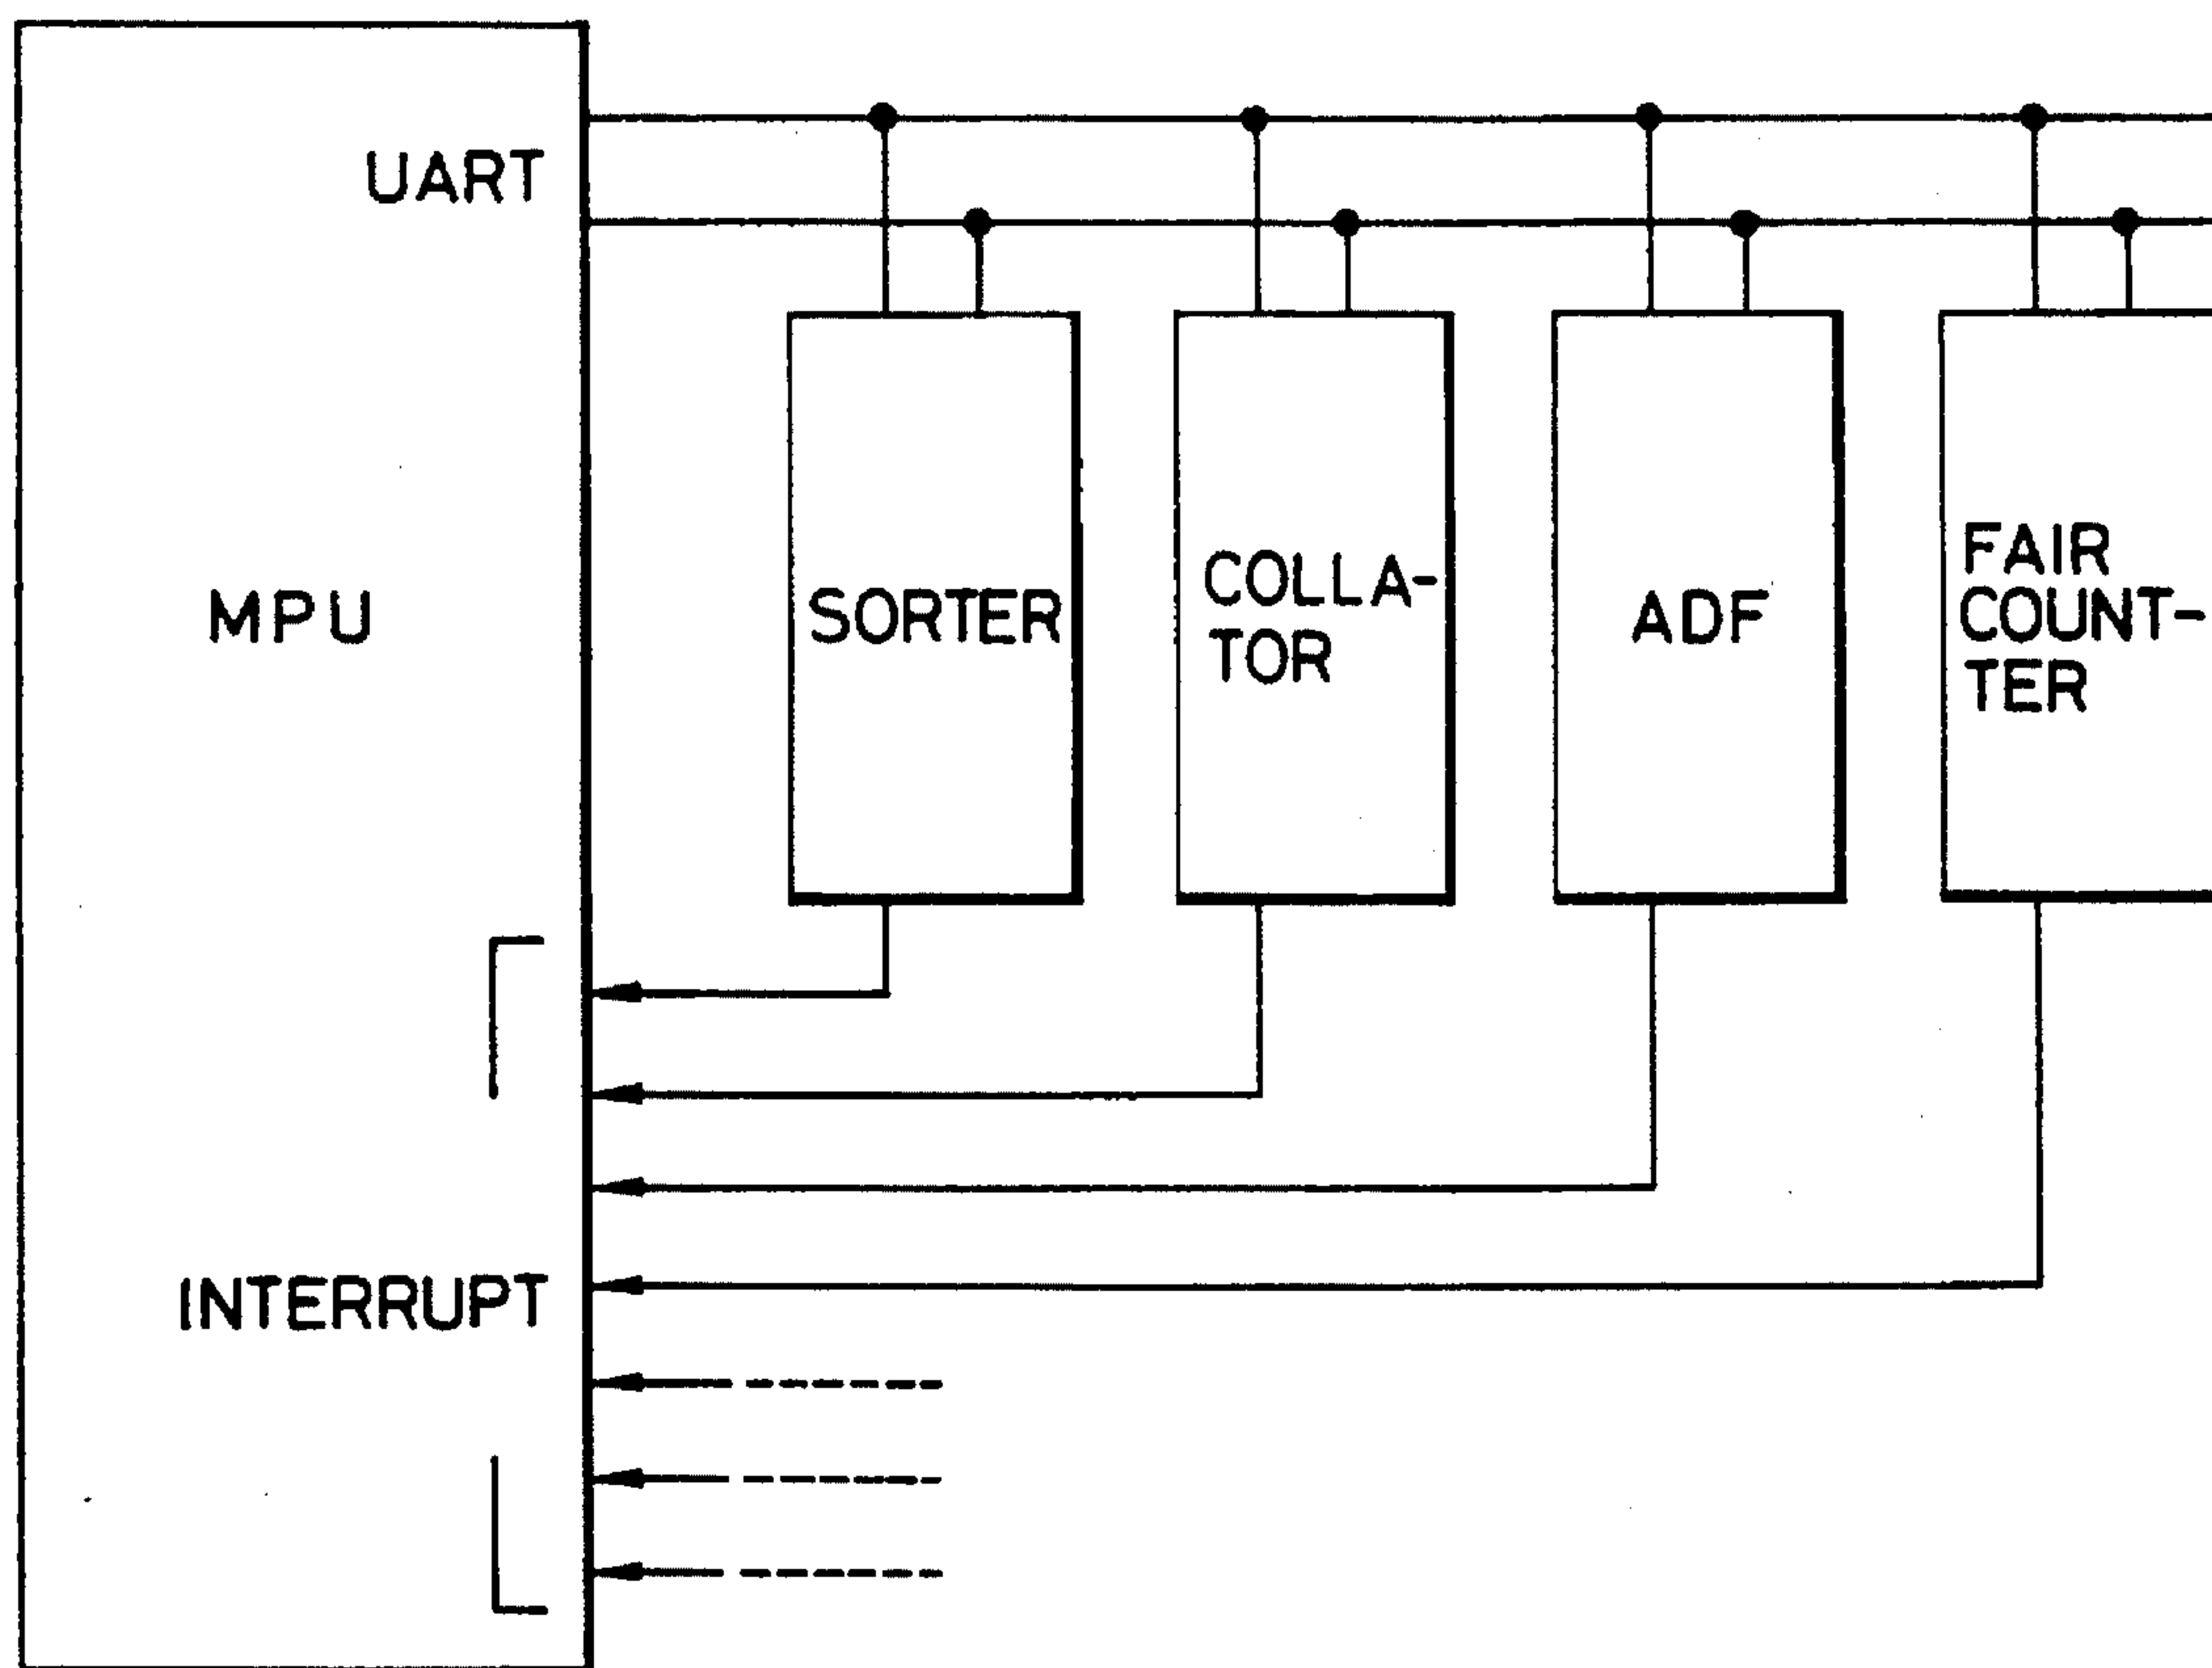 UART
MPU
SORTER
COLLA-
TOR
ADF
FAIR
COUNT-
TER
INTERRUPT